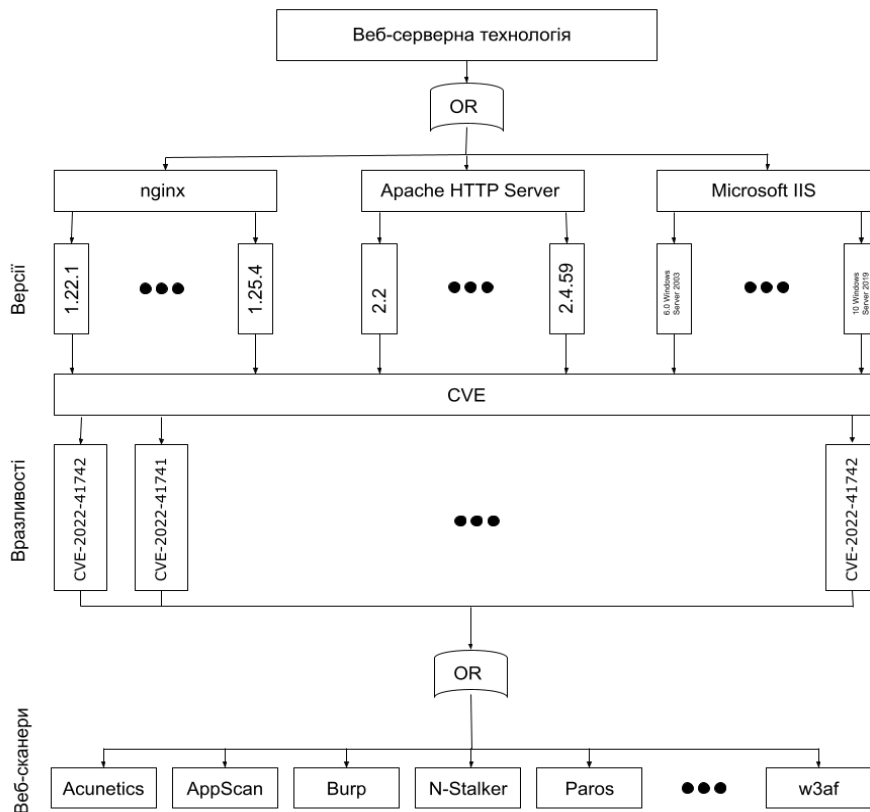 Веб-серверна технологія
OR
nginx
Apache HTTP Server
Microsoft IIS
Версії
1.22.1
1.25.4
2.2
2.4.59
6.0 Windows
Server 2003
10 Windows
Server 2019
CVE
Вразливості
CVE-2022-41742
CVE-2022-41741
CVE-2022-41742
OR
Веб-сканери
Acunetics
AppScan
Burp
N-Stalker
Paros
w3af